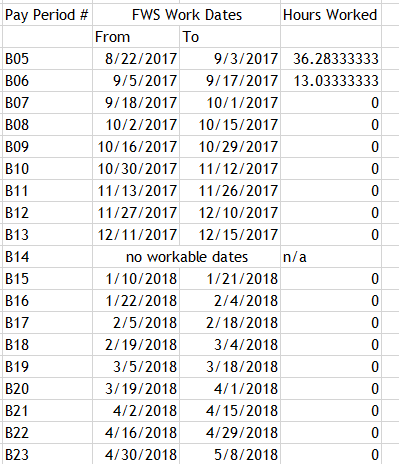 Pay Period # FWS Work Dates Hours Worked
From To
B05 8/22/2017 9/3/2017 36.28333333
B06 9/5/2017 9/17/2017 13.03333333
B07 9/18/2017 10/1/2017 0
B08 10/2/2017 10/15/2017 0
B09 10/16/2017 10/29/2017 0
B10 10/30/2017 11/12/2017 0
B11 11/13/2017 11/26/2017 0
B12 11/27/2017 12/10/2017 0
B13 12/11/2017 12/15/2017 0
B14 no workable dates n/a
B15 1/10/2018 1/21/2018 0
B16 1/22/2018 2/4/2018 0
B17 2/5/2018 2/18/2018 0
B18 2/19/2018 3/4/2018 0
B19 3/5/2018 3/18/2018 0
B20 3/19/2018 4/1/2018 0
B21 4/2/2018 4/15/2018 0
B22 4/16/2018 4/29/2018 0
B23 4/30/2018 5/8/2018 0